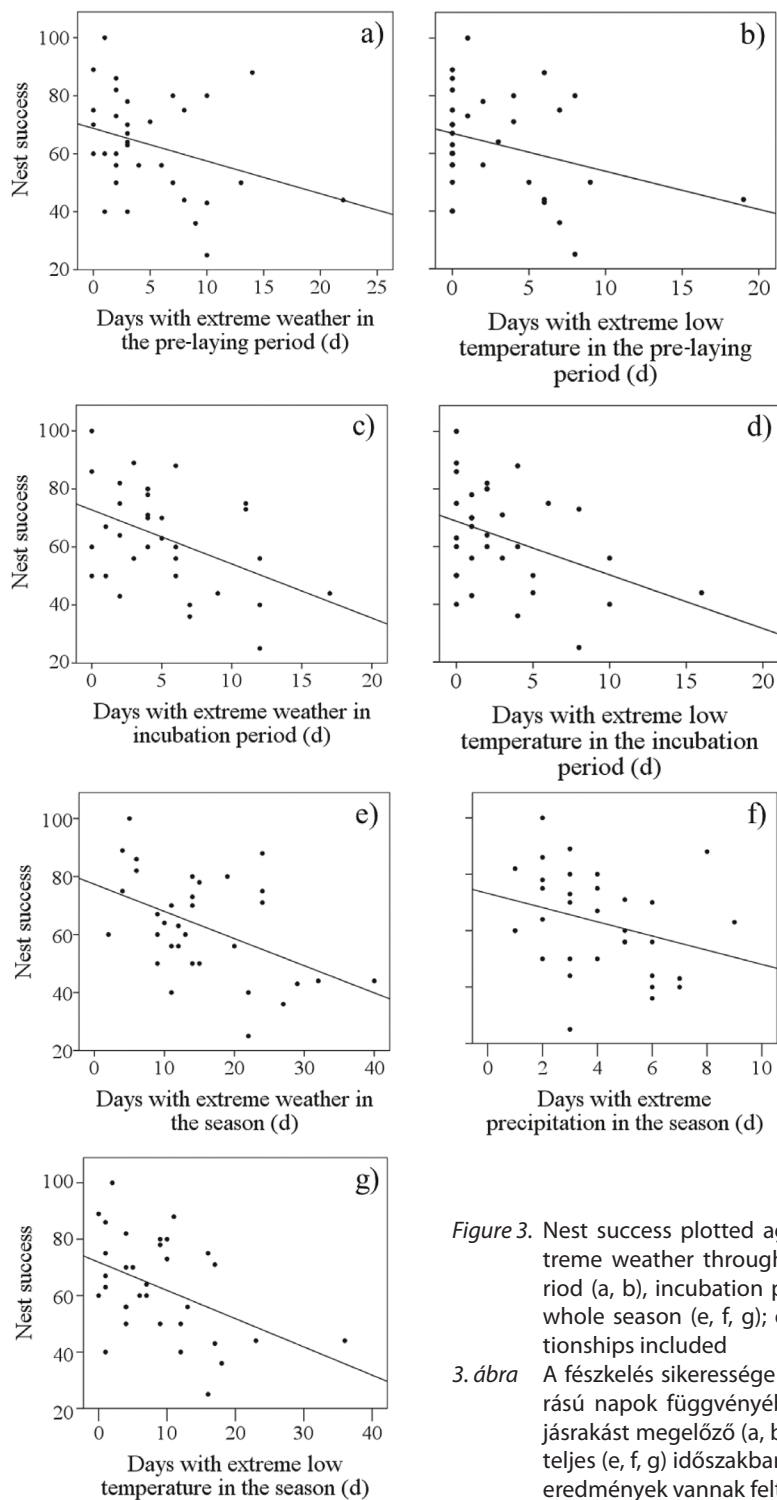 a)
100
80
60
40
20
Nest success
0 5 10 15 20 25
Days with extreme weather in
the pre-laying period (d)
b)
0 5 10 15 20
Days with extreme low
temperature in the pre-laying
period (d)
c)
100
80
60
40
20
Nest success
0 5 10 15 20
Days with extreme weather in
incubation period (d)
d)
0 5 10 15 20
Days with extreme low
temperature in the incubation
period (d)
e)
100
80
60
40
20
Nest success
0 10 20 30 40
Days with extreme weather in
the season (d)
f)
0 2 4 6 8 10
Days with extreme
precipitation in the season (d)
g)
100
80
60
40
20
Nest success
0 10 20 30 40
Days with extreme low
temperature in the season (d)
Figure 3. Nest success plotted ag
treme weather through
riod (a, b), incubation p
whole season (e, f, g);
tionships included
3. ábra A fészkelés sikeressége
rású napok függvényél
jásrakást megelőző (a, b
teljes (e, f, g) időszakban
eredmények vannak felt